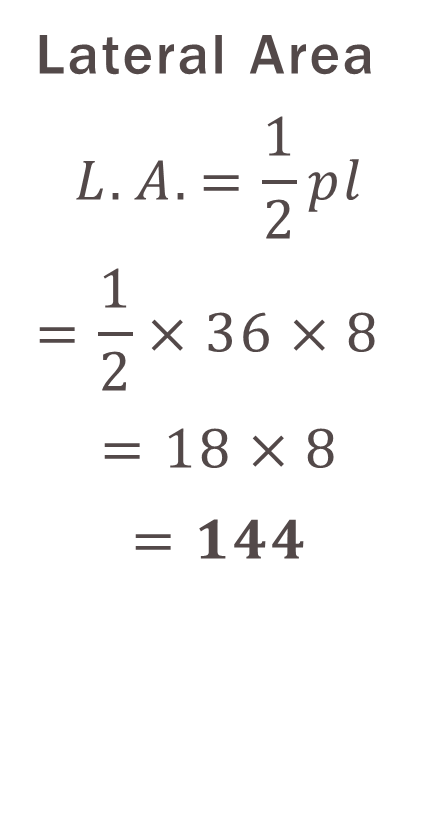 Lateral Area
L. A. = 1/2 pl
= 1/2 × 36 × 8
= 18 × 8
= 144